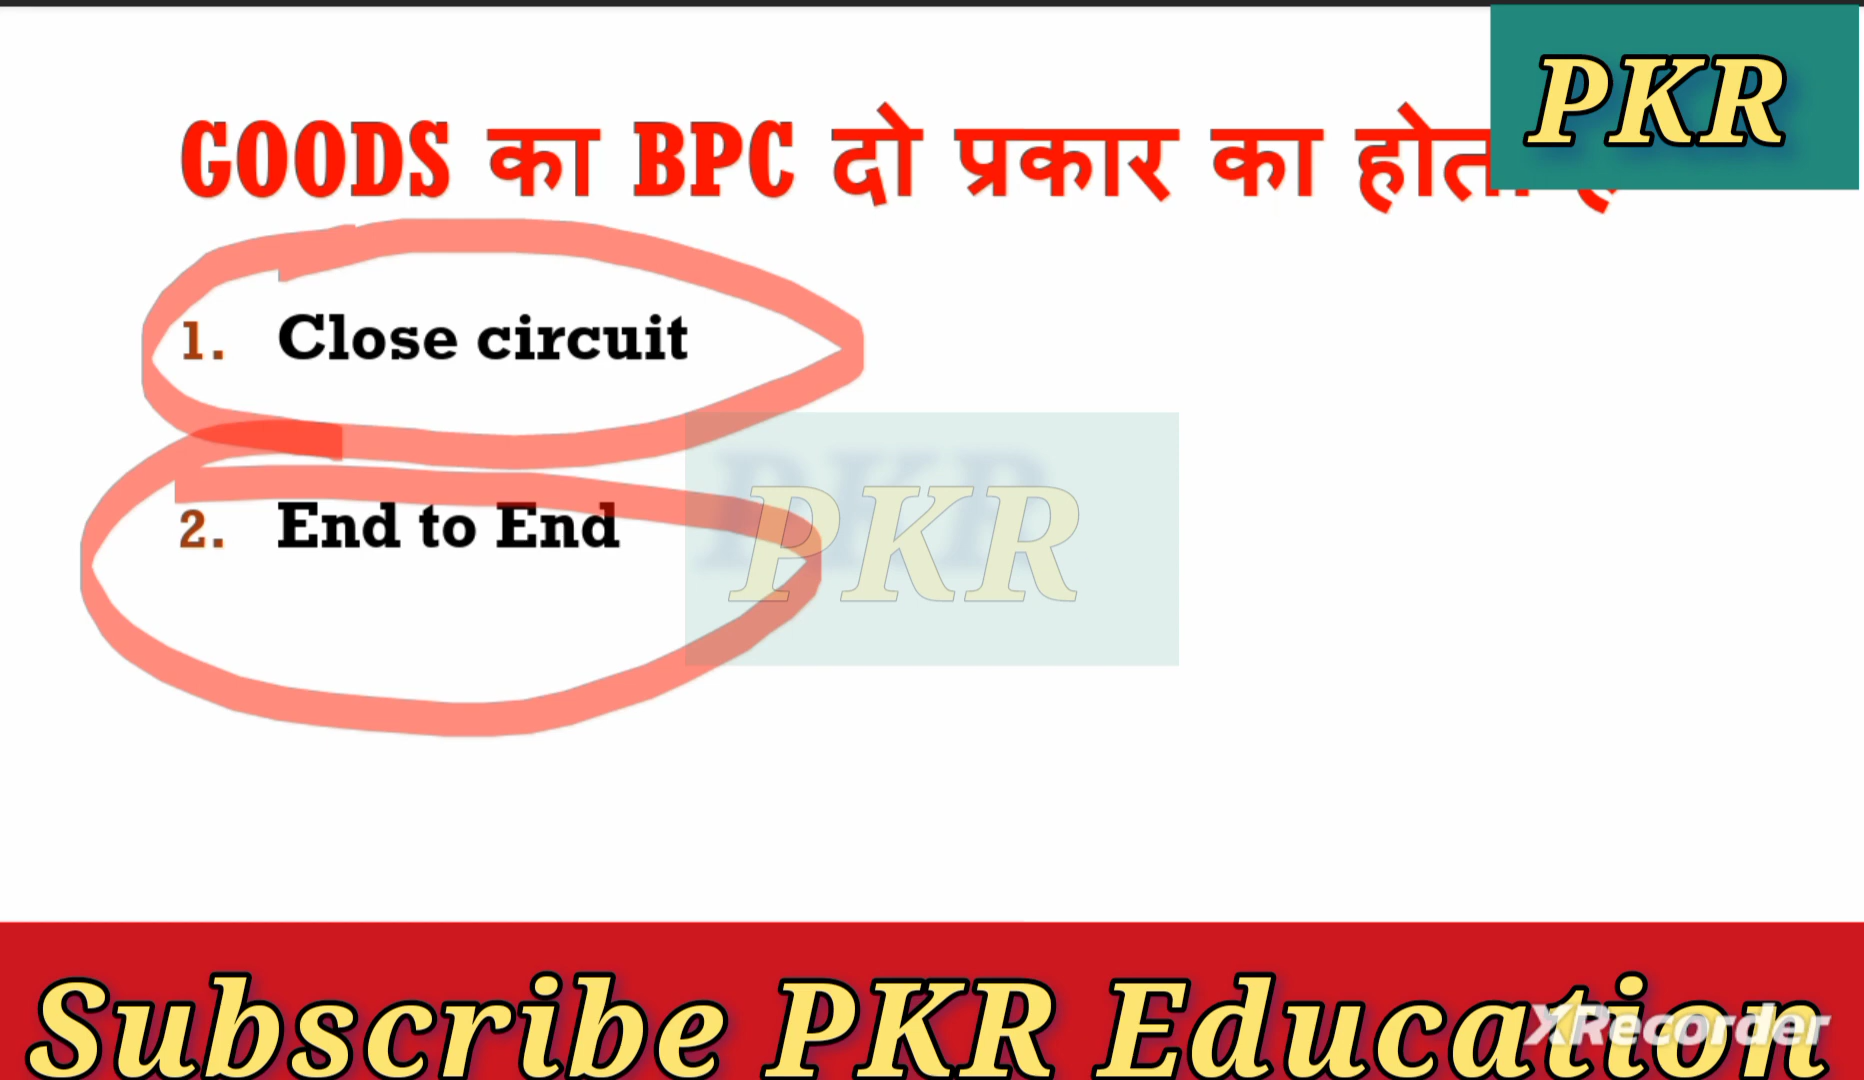 PKR
GOODS का BPC दो प्रकार का
1. Close circuit
2. End to End
PKR
Subscribe PKR Education
XRecorder